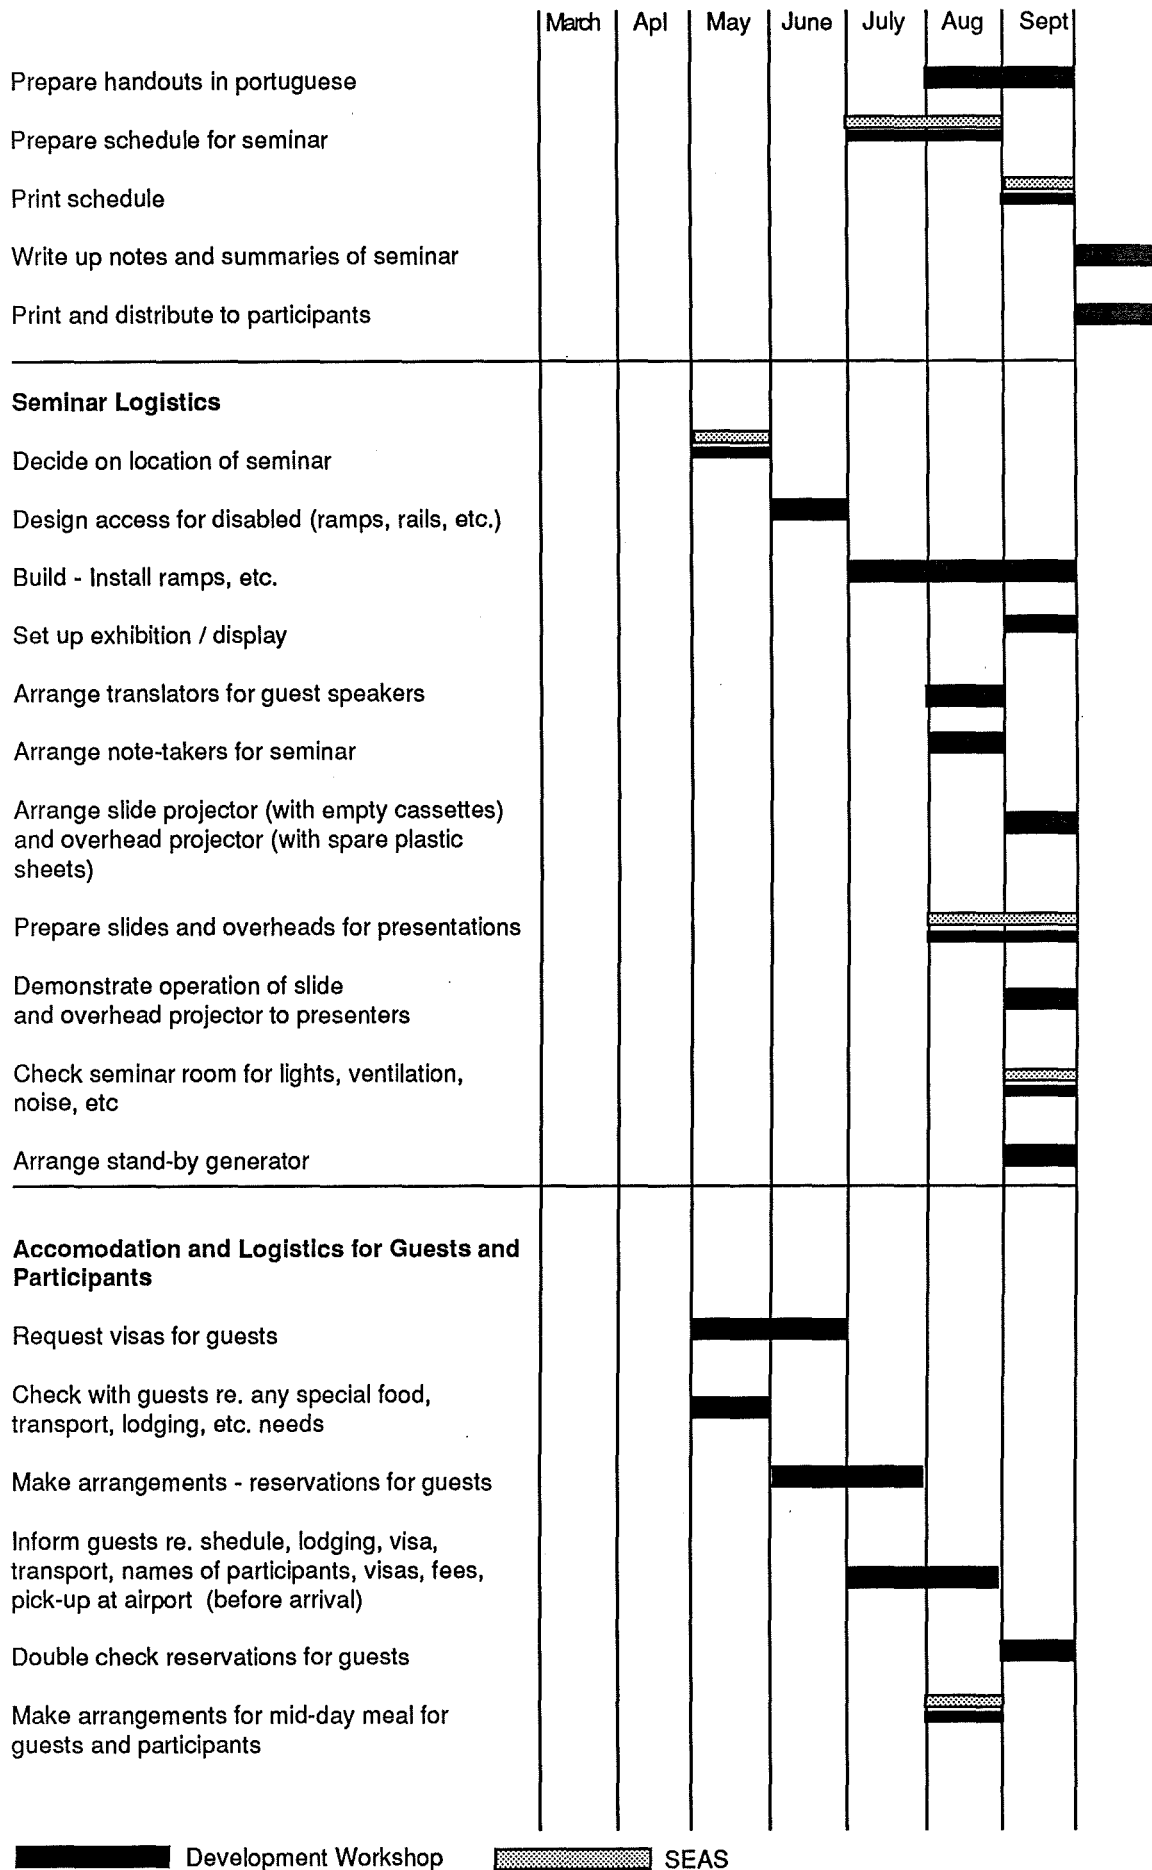 March Apl May June July Aug Sept
Prepare handouts in portuguese
Prepare schedule for seminar
Print schedule
Write up notes and summaries of seminar
Print and distribute to participants
Seminar Logistics
Decide on location of seminar
Design access for disabled (ramps, rails, etc.)
Build - Install ramps, etc.
Set up exhibition / display
Arrange translators for guest speakers
Arrange note-takers for seminar
Arrange slide projector (with empty cassettes)
and overhead projector (with spare plastic
sheets)
Prepare slides and overheads for presentations
Demonstrate operation of slide
and overhead projector to presenters
Check seminar room for lights, ventilation,
noise, etc
Arrange stand-by generator
Accomodation and Logistics for Guests and
Participants
Request visas for guests
Check with guests re. any special food,
transport, lodging, etc. needs
Make arrangements - reservations for guests
Inform guests re. shedule, lodging, visa,
transport, names of participants, visas, fees,
pick-up at airport (before arrival)
Double check reservations for guests
Make arrangements for mid-day meal for
guests and participants
Development Workshop SEAS